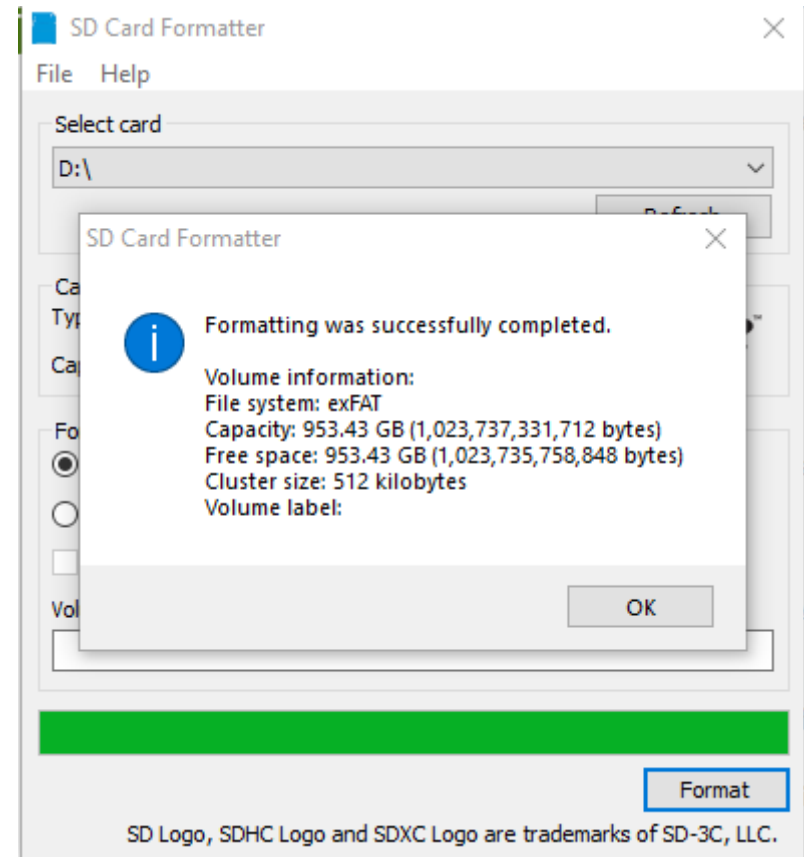 SD Card Formatter
File Help
Select card
D:\
SD Card Formatter
Formatting was successfully completed.
Volume information:
File system: exFAT
Capacity: 953.43 GB (1,023,737,331,712 bytes)
Free space: 953.43 GB (1,023,735,758,848 bytes)
Cluster size: 512 kilobytes
Volume label:
OK
Format
SD Logo, SDHC Logo and SDXC Logo are trademarks of SD-3C, LLC.